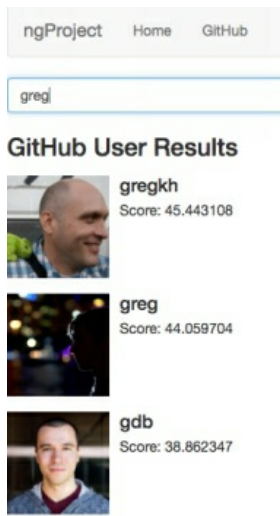 ngProject Home GitHub
greg
GitHub User Results
gregkh
Score: 45.443108
greg
Score: 44.059704
gdb
Score: 38.862347